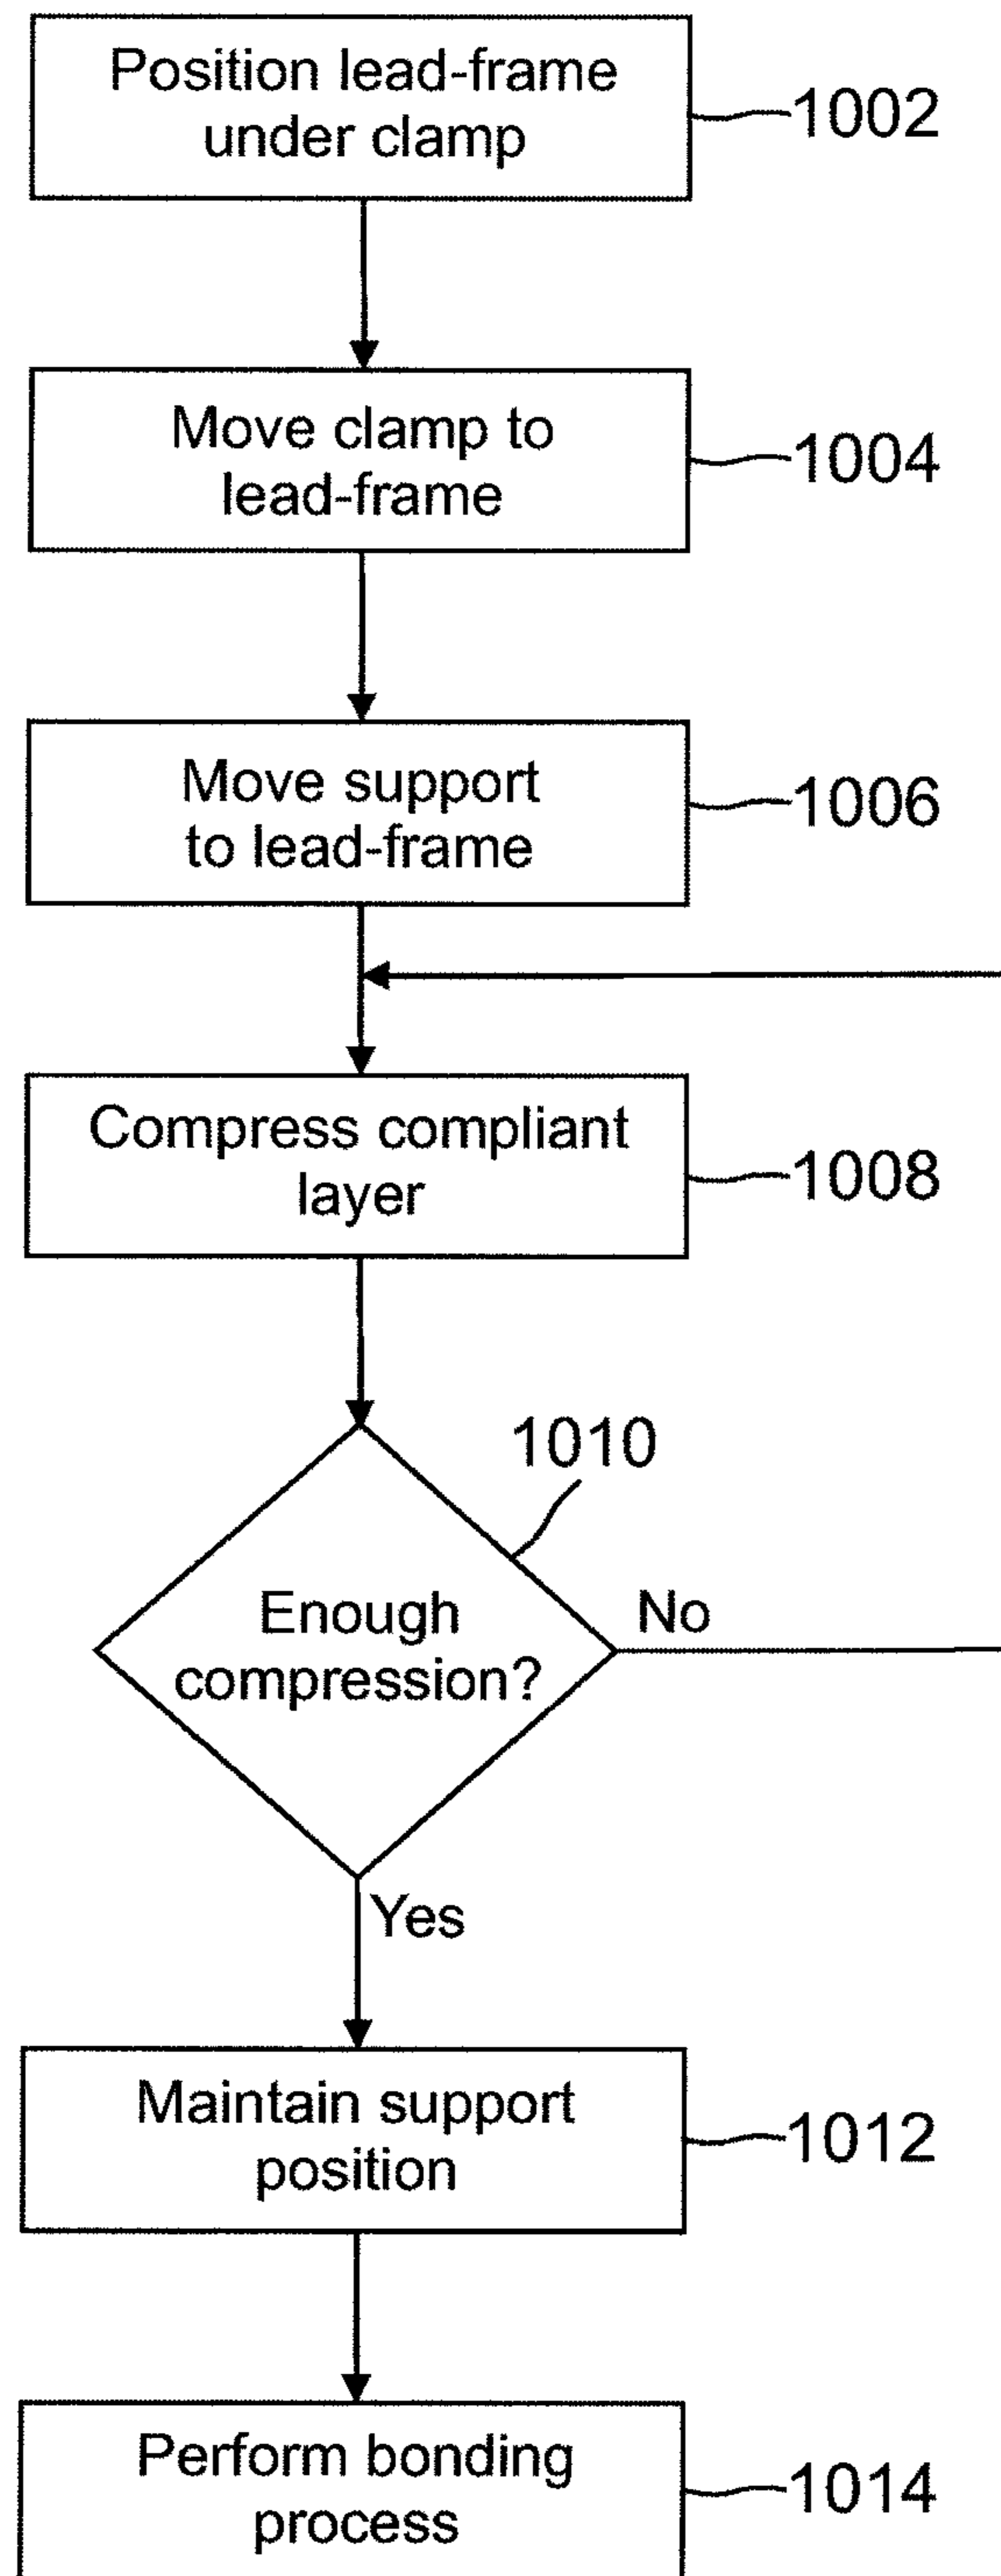 Position lead-frame
under clamp
1002
Move clamp to
lead-frame
1004
Move support
to lead-frame
1006
Compress compliant
layer
1008
1010
Enough
compression?
No
Yes
Maintain support
position
1012
Perform bonding
process
1014